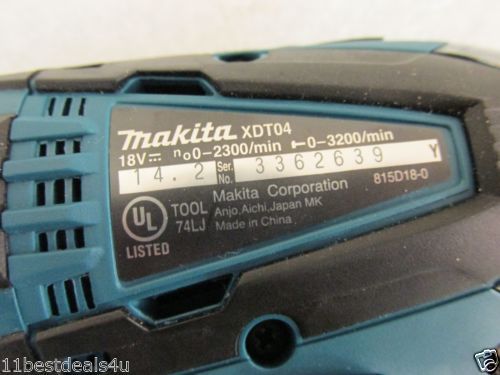 makita XDT04
18V⎓ no0-2300/min 0-3200/min
14.2 Ser. No. 3362639 Y
Makita Corporation 815D18-0
Anjo,Aichi,Japan MK
Made in China
UL LISTED
TOOL
74LJ
11bestdeals4u